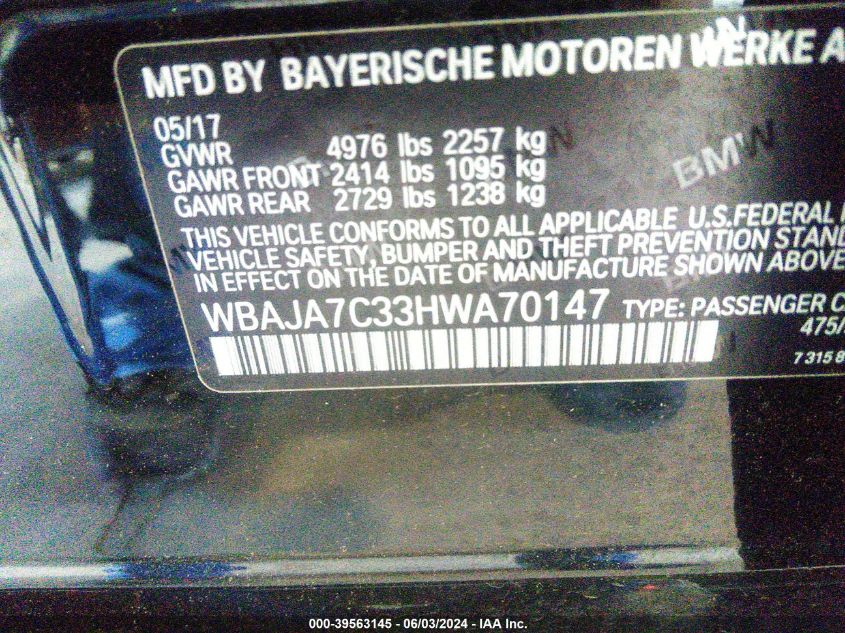 MFD BY BAYERISCHE MOTOREN WERKE A
05/17
GVWR 4976 lbs 2257 kg
GAWR FRONT 2414 lbs 1095 kg
GAWR REAR 2729 lbs 1238 kg
BMW
THIS VEHICLE CONFORMS TO ALL APPLICABLE U.S.FEDERAL
VEHICLE SAFETY, BUMPER AND THEFT PREVENTION STAND
IN EFFECT ON THE DATE OF MANUFACTURE SHOWN ABOVE
WBAJA7C33HWA70147 TYPE: PASSENGER C
475/
7 315 8
000-39563145 - 06/03/2024 - IAA Inc.